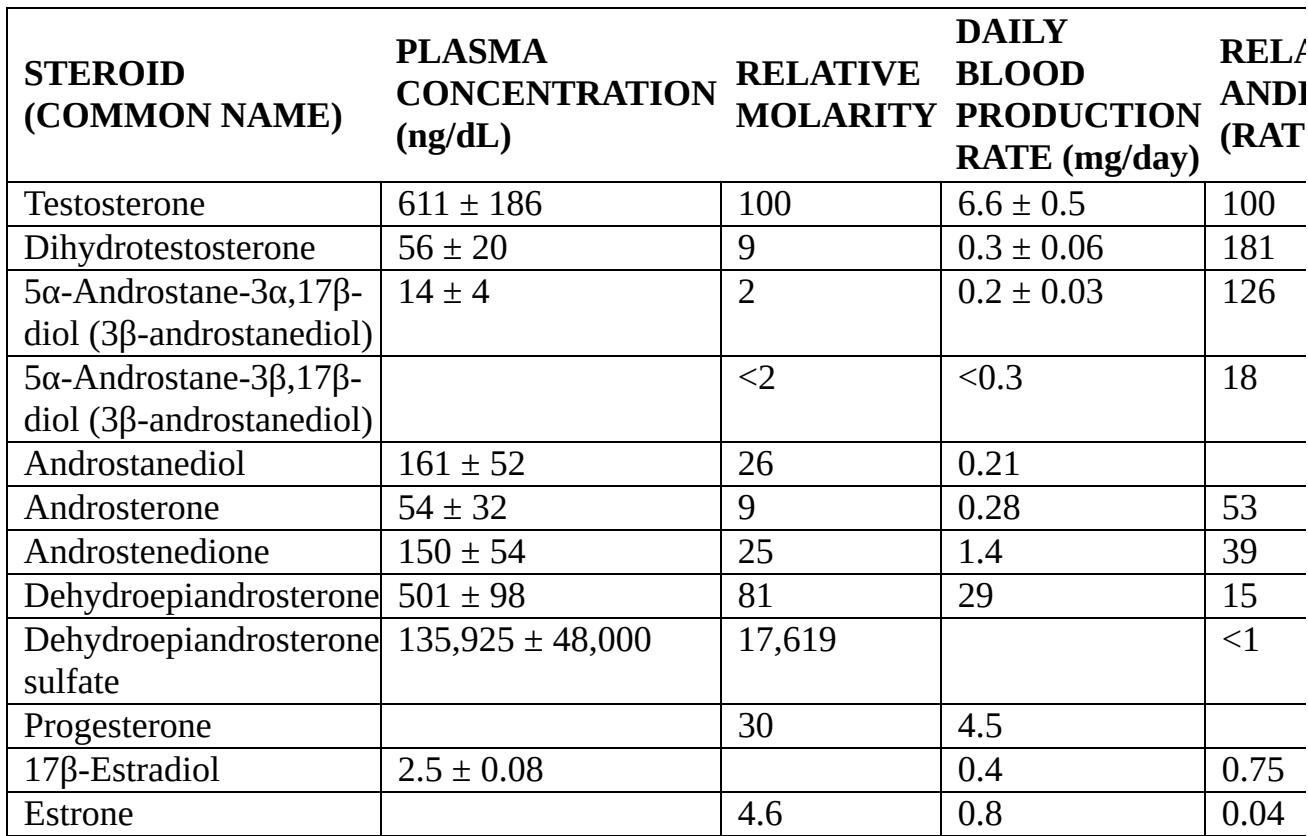 STEROID (COMMON NAME) PLASMA CONCENTRATION (ng/dL) RELATIVE MOLARITY DAILY BLOOD PRODUCTION RATE (mg/day)
Testosterone 611 ± 186 100 6.6 ± 0.5 100
Dihydrotestosterone 56 ± 20 9 0.3 ± 0.06 181
5α-Androstane-3α,17β- 14 ± 4 2 0.2 ± 0.03 126
diol (3β-androstanediol)
5α-Androstane-3β,17β- <2 <0.3 18
diol (3β-androstanediol)
Androstanediol 161 ± 52 26 0.21
Androsterone 54 ± 32 9 0.28 53
Androstenedione 150 ± 54 25 1.4 39
Dehydroepiandrosterone 501 ± 98 81 29 15
Dehydroepiandrosterone 135,925 ± 48,000 17,619 <1
sulfate
Progesterone 30 4.5
17β-Estradiol 2.5 ± 0.08 0.4 0.75
Estrone 4.6 0.8 0.04